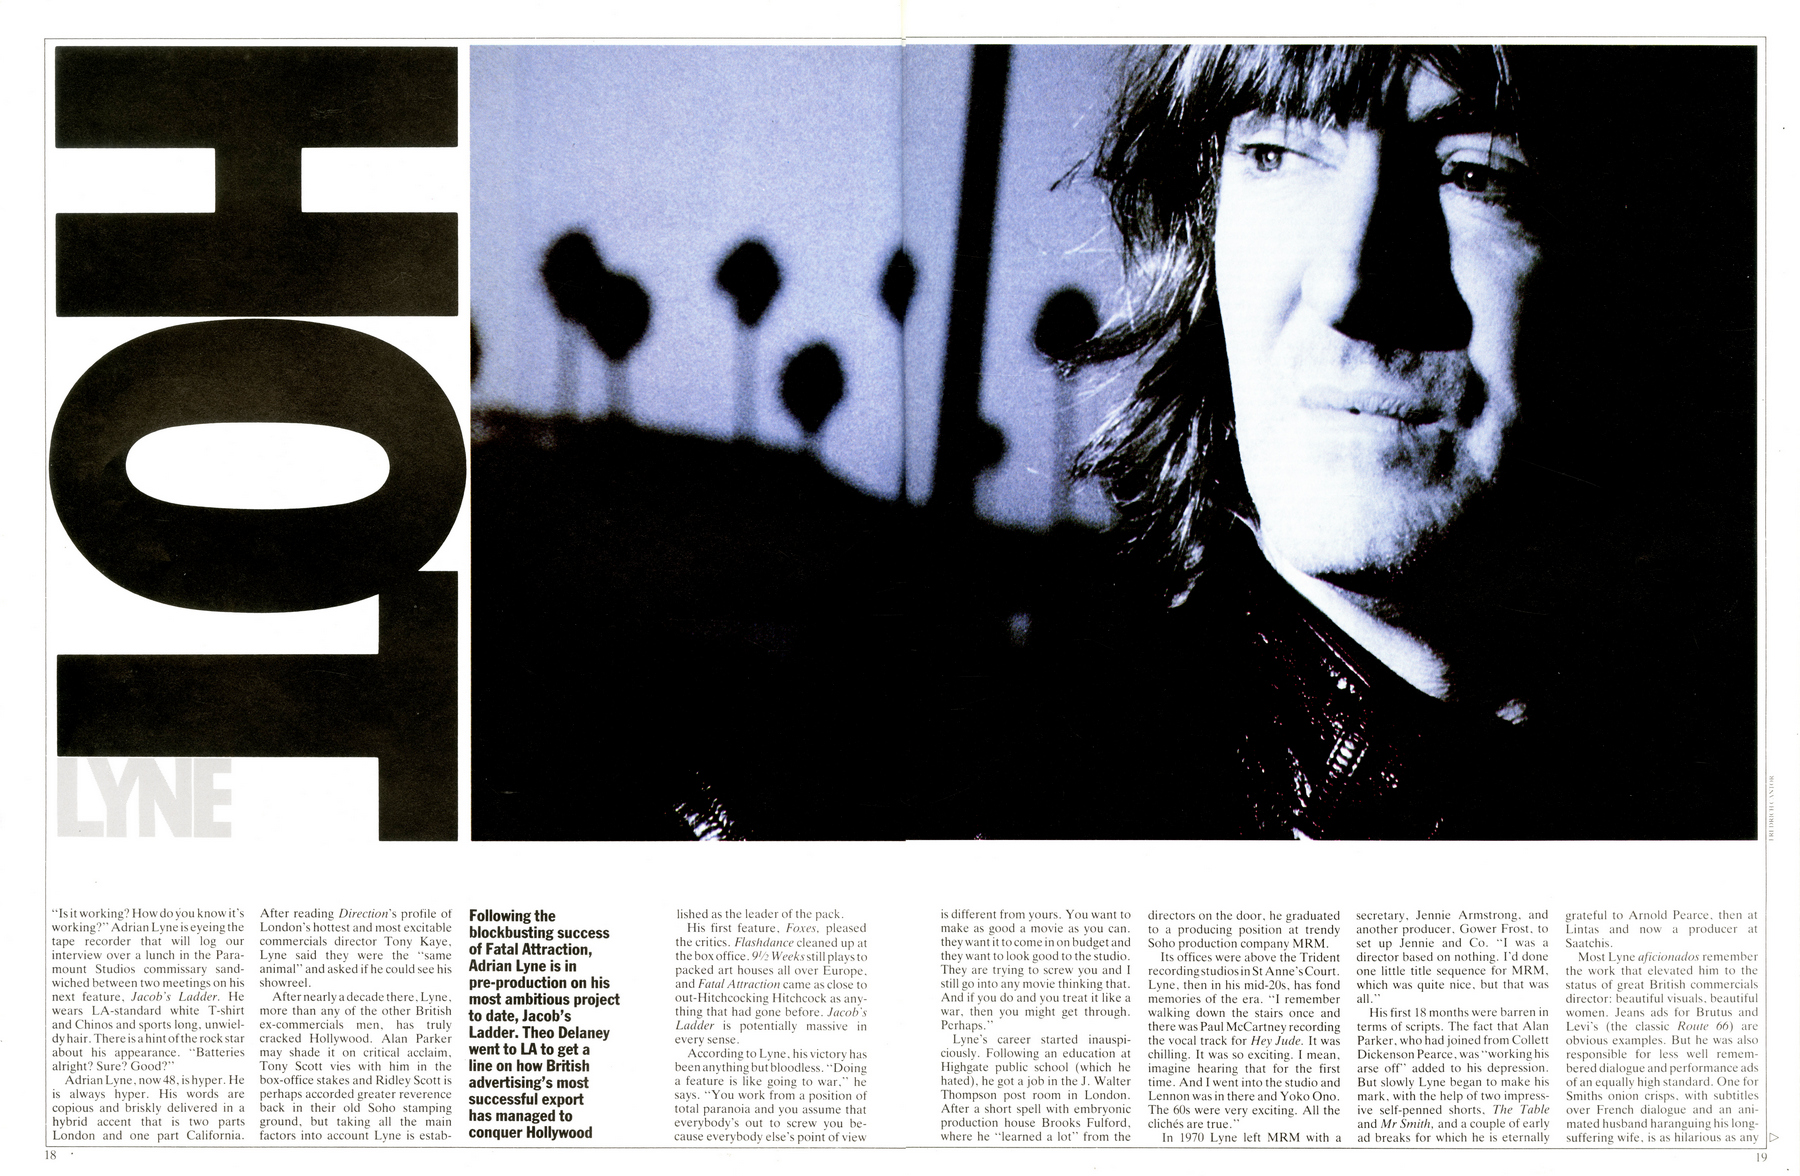 HOT
LYNE
"Is it working? How do you know it's
working?" Adrian Lyne is eyeing the
tape recorder that will log our
interview over a lunch in the Para-
mount Studios commissary sand-
wiched between two meetings on his
next feature, Jacob's Ladder. He
wears LA-standard white T-shirt
and Chinos and sports long, unwiel-
dy hair. There is a hint of the rock star
about his appearance. "Batteries
alright? Sure? Good?"
Adrian Lyne, now 48, is hyper. He
is always hyper. His words are
copious and briskly delivered in a
hybrid accent that is two parts
London and one part California.
After reading Direction's profile of
London's hottest and most excitable
commercials director Tony Kaye,
Lyne said they were the "same
animal" and asked if he could see his
showreel.
After nearly a decade there, Lyne,
more than any of the other British
ex-commercials men, has truly
cracked Hollywood. Alan Parker
may shade it on critical acclaim,
Tony Scott vies with him in the
box-office stakes and Ridley Scott is
perhaps accorded greater reverence
back in their old Soho stamping
ground, but taking all the main
factors into account Lyne is estab-
Following the
blockbusting success
of Fatal Attraction,
Adrian Lyne is in
pre-production on his
most ambitious project
to date, Jacob's
Ladder. Theo Delaney
went to LA to get a
line on how British
advertising's most
successful export
has managed to
conquer Hollywood
lished as the leader of the pack.
His first feature, Foxes, pleased
the critics. Flashdance cleaned up at
the box office. 9½ Weeks still plays to
packed art houses all over Europe,
and Fatal Attraction came as close to
out-Hitchcocking Hitchcock as any-
thing that had gone before. Jacob's
Ladder is potentially massive in
every sense.
According to Lyne, his victory has
been anything but bloodless. "Doing
a feature is like going to war," he
says. "You work from a position of
total paranoia and you assume that
everybody's out to screw you be-
cause everybody else's point of view
is different from yours. You want to
make as good a movie as you can,
they want it to come in on budget and
they want to look good to the studio.
They are trying to screw you and I
still go into any movie thinking that.
And if you do and you treat it like a
war, then you might get through.
Perhaps."
Lyne's career started inauspi-
ciously. Following an education at
Highgate public school (which he
hated), he got a job in the J. Walter
Thompson post room in London.
After a short spell with embryonic
production house Brooks Fulford,
where he "learned a lot" from the
directors on the door, he graduated
to a producing position at trendy
Soho production company MRM.
Its offices were above the Trident
recording studios in St Anne's Court.
Lyne, then in his mid-20s, has fond
memories of the era. "I remember
walking down the stairs once and
there was Paul McCartney recording
the vocal track for Hey Jude. It was
chilling. It was so exciting. I mean,
imagine hearing that for the first
time. And I went into the studio and
Lennon was in there and Yoko Ono.
The 60s were very exciting. All the
clichés are true."
In 1970 Lyne left MRM with a
secretary, Jennie Armstrong, and
another producer, Gower Frost, to
set up Jennie and Co. "I was a
director based on nothing. I'd done
one little title sequence for MRM,
which was quite nice, but that was
all."
His first 18 months were barren in
terms of scripts. The fact that Alan
Parker, who had joined from Collett
Dickenson Pearce, was "working his
arse off" added to his depression.
But slowly Lyne began to make his
mark, with the help of two impress-
ive self-penned shorts, The Table
and Mr Smith, and a couple of early
ad breaks for which he is eternally
grateful to Arnold Pearce, then at
Lintas and now a producer at
Saatchis.
Most Lyne aficionados remember
the work that elevated him to the
status of great British commercials
director: beautiful visuals, beautiful
women. Jeans ads for Brutus and
Levi's (the classic Route 66) are
obvious examples. But he was also
responsible for less well remem-
bered dialogue and performance ads
of an equally high standard. One for
Smiths onion crisps, with subtitles
over French dialogue and an ani-
mated husband haranguing his long-
suffering wife, is as hilarious as any
18
19